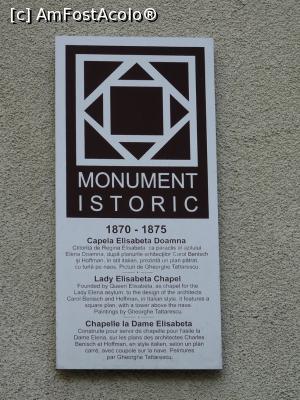 [c] AmFostAcolo®
MONUMENT
ISTORIC
1870 - 1875
Capela Elisabeta Doamna
Ctitorită de Regina Elisabeta, ca paraclis al azilului
Elena Doamna, după planurile arhitecţilor Carol Benisch
şi Hoffman, în stil italian, prezintă un plan pătrat,
cu turlă pe naos. Picturi de Gheorghe Tattarescu.
Lady Elisabeta Chapel
Founded by Queen Elisabeta, as chapel for the
Lady Elena asylum, to the design of the architects
Carol Benisch and Hoffman, in Italian style, it features a
square plan, with a tower above the nave.
Paintings by Gheorghe Tattarescu.
Chapelle la Dame Elisabeta
Construite pour servir de chapelle pour l'asile la
Dame Elena, sur les plans des architectes Charles
Benisch et Hoffman, en style italien, selon un plan
carré, avec coupole sur la nave. Peintures
par Gheorghe Tattarescu.